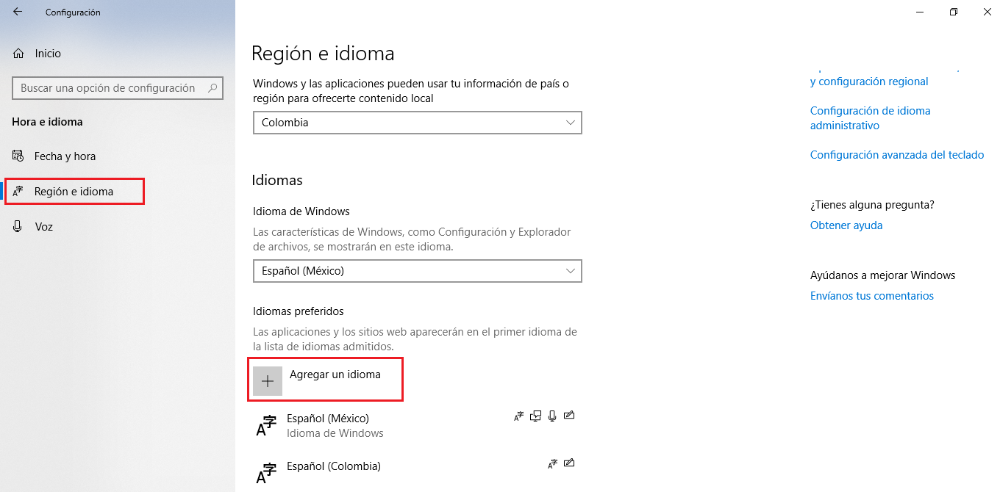 Configuración
Inicio
Buscar una opción de configuración
Hora e idioma
Fecha y hora
Región e idioma
Voz
Región e idioma
Windows y las aplicaciones pueden usar tu información de país o
región para ofrecerte contenido local
Colombia
Idiomas
Idioma de Windows
Las características de Windows, como Configuración y Explorador
de archivos, se mostrarán en este idioma.
Español (México)
Idiomas preferidos
Las aplicaciones y los sitios web aparecerán en el primer idioma de
la lista de idiomas admitidos.
Agregar un idioma
Español (México)
Idioma de Windows
Español (Colombia)
y configuración regional
Configuración de idioma
administrativo
Configuración avanzada del teclado
¿Tienes alguna pregunta?
Obtener ayuda
Ayúdanos a mejorar Windows
Envíanos tus comentarios